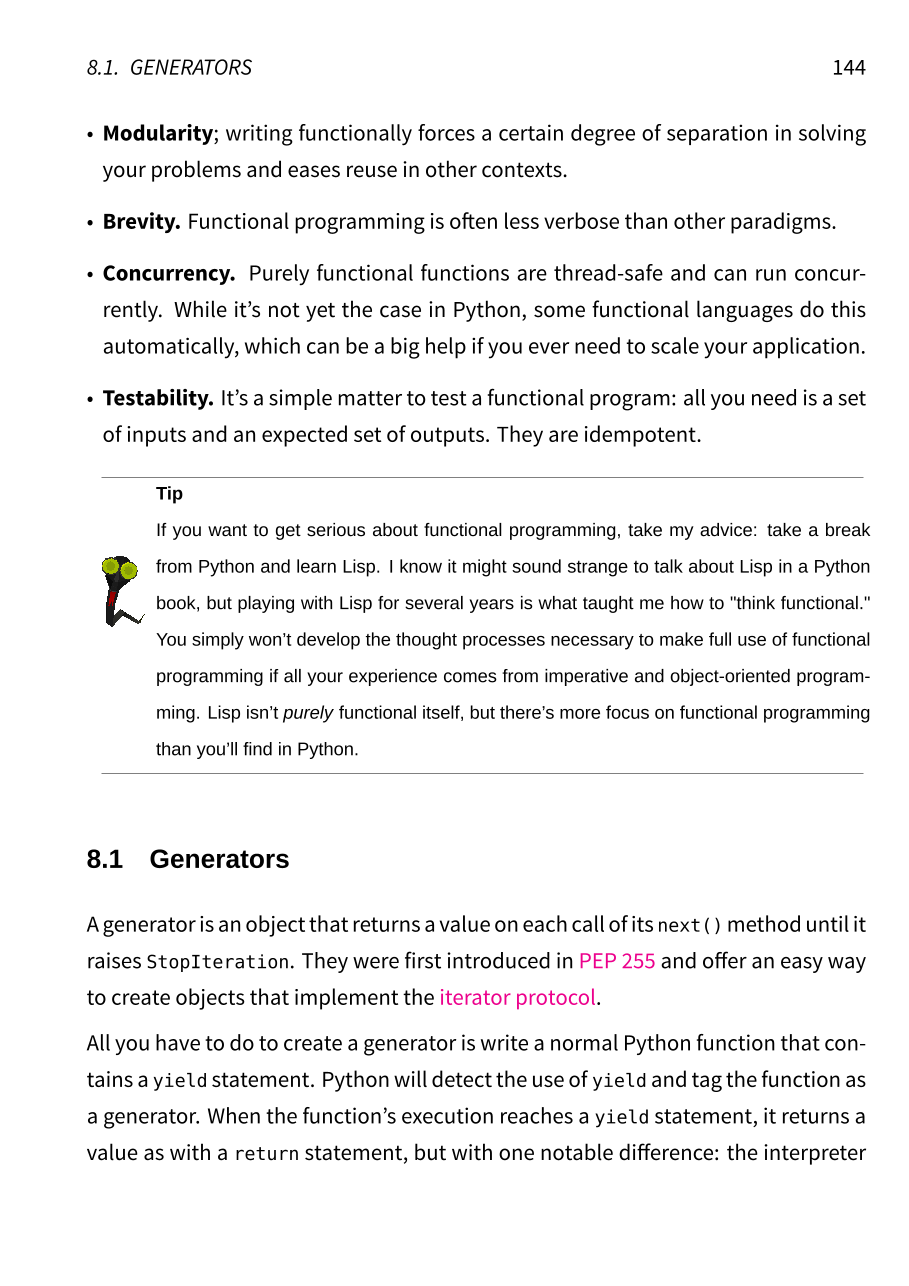 8.1. GENERATORS 144
• Modularity; writing functionally forces a certain degree of separation in solving
your problems and eases reuse in other contexts.
• Brevity. Functional programming is often less verbose than other paradigms.
• Concurrency. Purely functional functions are thread-safe and can run concur-
rently. While it’s not yet the case in Python, some functional languages do this
automatically, which can be a big help if you ever need to scale your application.
• Testability. It’s a simple matter to test a functional program: all you need is a set
of inputs and an expected set of outputs. They are idempotent.
Tip
If you want to get serious about functional programming, take my advice: take a break
from Python and learn Lisp. I know it might sound strange to talk about Lisp in a Python
book, but playing with Lisp for several years is what taught me how to "think functional."
You simply won’t develop the thought processes necessary to make full use of functional
programming if all your experience comes from imperative and object-oriented program-
ming. Lisp isn’t purely functional itself, but there’s more focus on functional programming
than you’ll find in Python.
8.1 Generators
A generator is an object that returns a value on each call of its next() method until it
raises StopIteration. They were first introduced in PEP 255 and offer an easy way
to create objects that implement the iterator protocol.
All you have to do to create a generator is write a normal Python function that con-
tains a yield statement. Python will detect the use of yield and tag the function as
a generator. When the function’s execution reaches a yield statement, it returns a
value as with a return statement, but with one notable difference: the interpreter